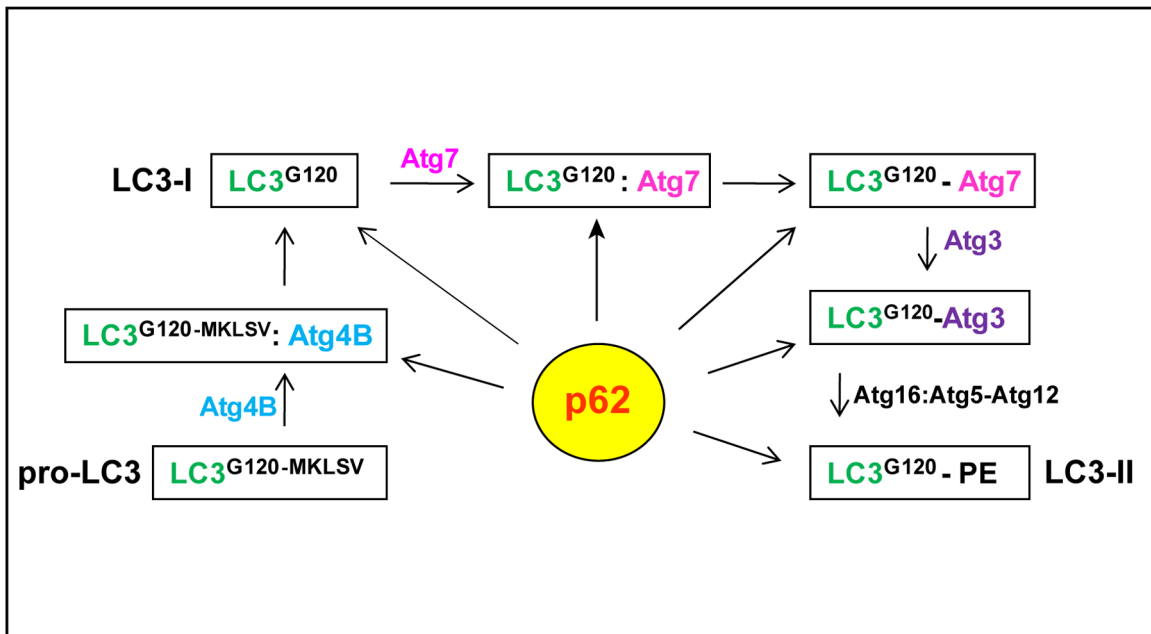 Atg7
LC3-I LC3G120 LC3G120 : Atg7 LC3G120 - Atg7
Atg3
LC3G120-MKLSV: Atg4B LC3G120-Atg3
p62
Atg4B Atg16:Atg5-Atg12
pro-LC3 LC3G120-MKLSV LC3G120 - PE LC3-II